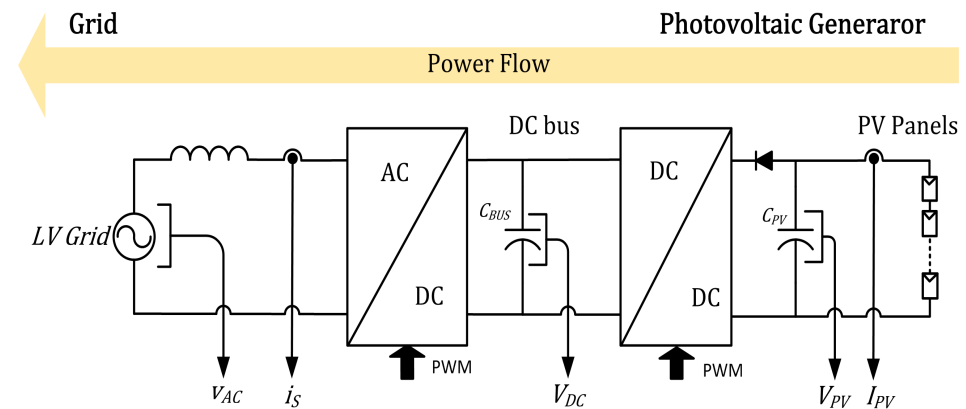 Grid
Photovoltaic Generaror
Power Flow
DC bus
PV Panels
AC
DC
C_BUS
C_PV
LV Grid
DC
DC
PWM
PWM
v_AC
i_S
V_DC
V_PV
I_PV